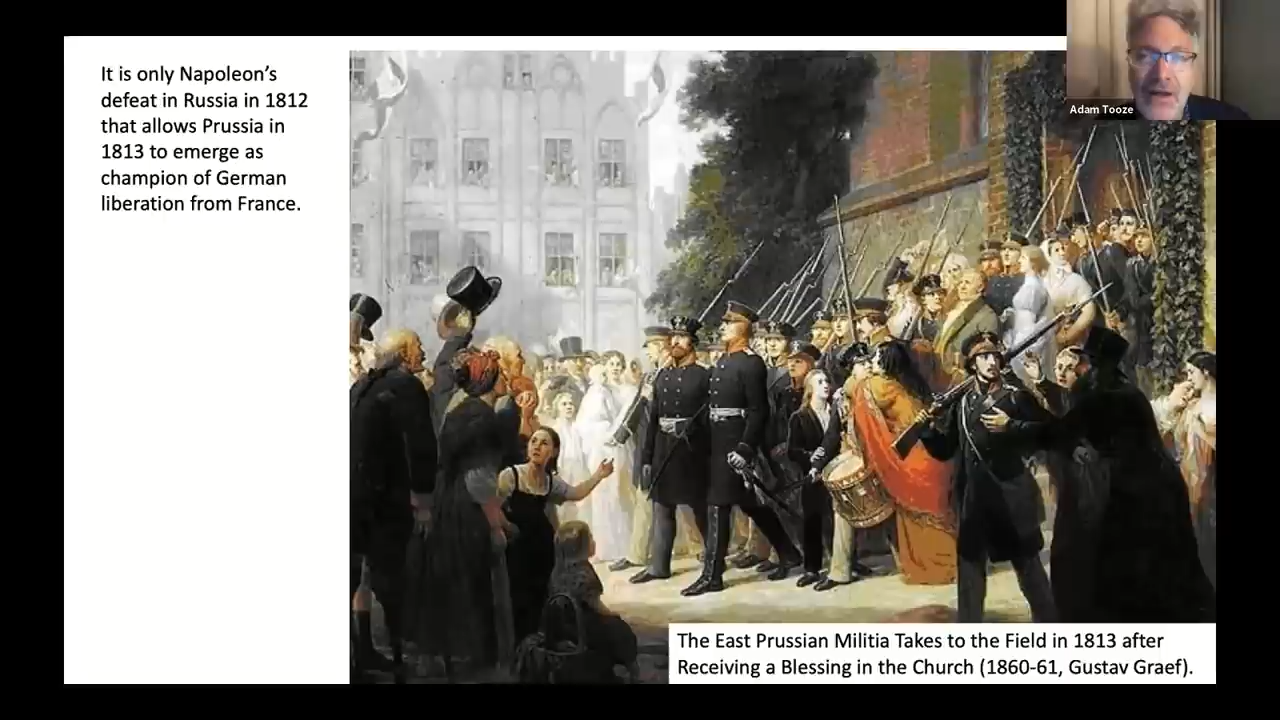 It is only Napoleon’s
defeat in Russia in 1812
that allows Prussia in
1813 to emerge as
champion of German
liberation from France.
Adam Tooze
The East Prussian Militia Takes to the Field in 1813 after
Receiving a Blessing in the Church (1860-61, Gustav Graef).